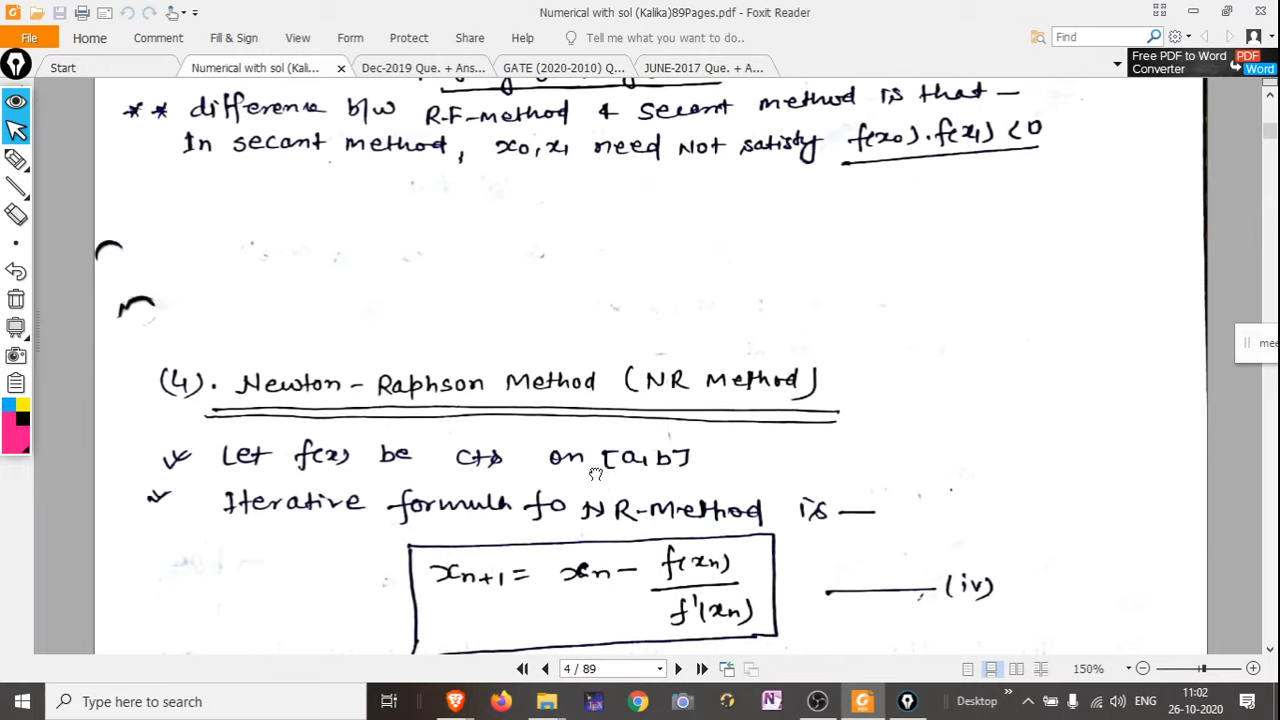 Numerical with sol (Kalika)89Pages.pdf - Foxit Reader
File Home Comment Fill & Sign View Form Protect Share Help Tell me what you want to do.. Find
Start Numerical with sol (Kali... Dec-2019 Que. + Ans... GATE (2020-2010) Q... JUNE-2017 Que. + A... Free PDF to Word Converter PDF Word
** difference b/w R-F-method & Secant method is that —
In secant method, x0, x1 need Not satisfy f(x0).f(x1) < 0
(4). Newton - Raphson Method (NR Method)
Let f(x) be cts on [a, b]
Iterative formula fo NR-Method is —
xn+1 = xn - f(xn) / f'(xn) (iv)
mee
4 / 89 150%
Type here to search Desktop ENG 11:02
26-10-2020